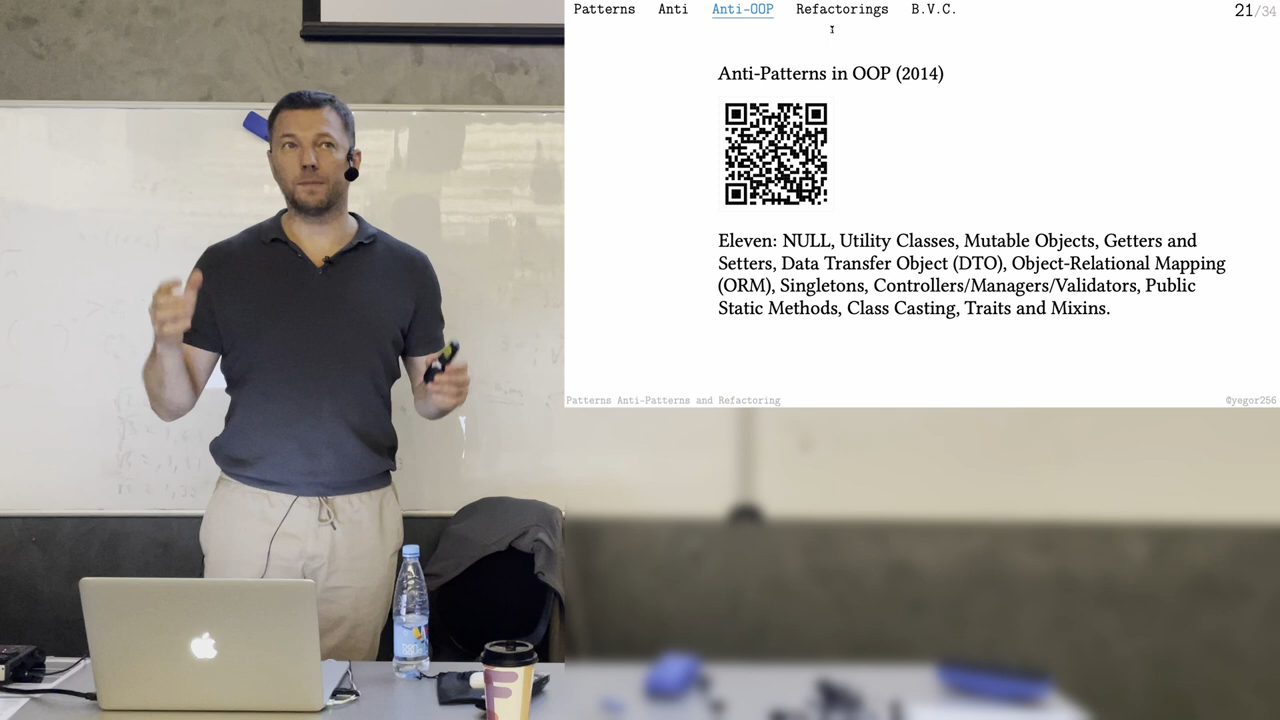 Patterns Anti Anti-OOP Refactorings B.V.C. 21/34
Anti-Patterns in OOP (2014)
Eleven: NULL, Utility Classes, Mutable Objects, Getters and
Setters, Data Transfer Object (DTO), Object-Relational Mapping
(ORM), Singletons, Controllers/Managers/Validators, Public
Static Methods, Class Casting, Traits and Mixins.
Patterns Anti-Patterns and Refactoring @yegor256